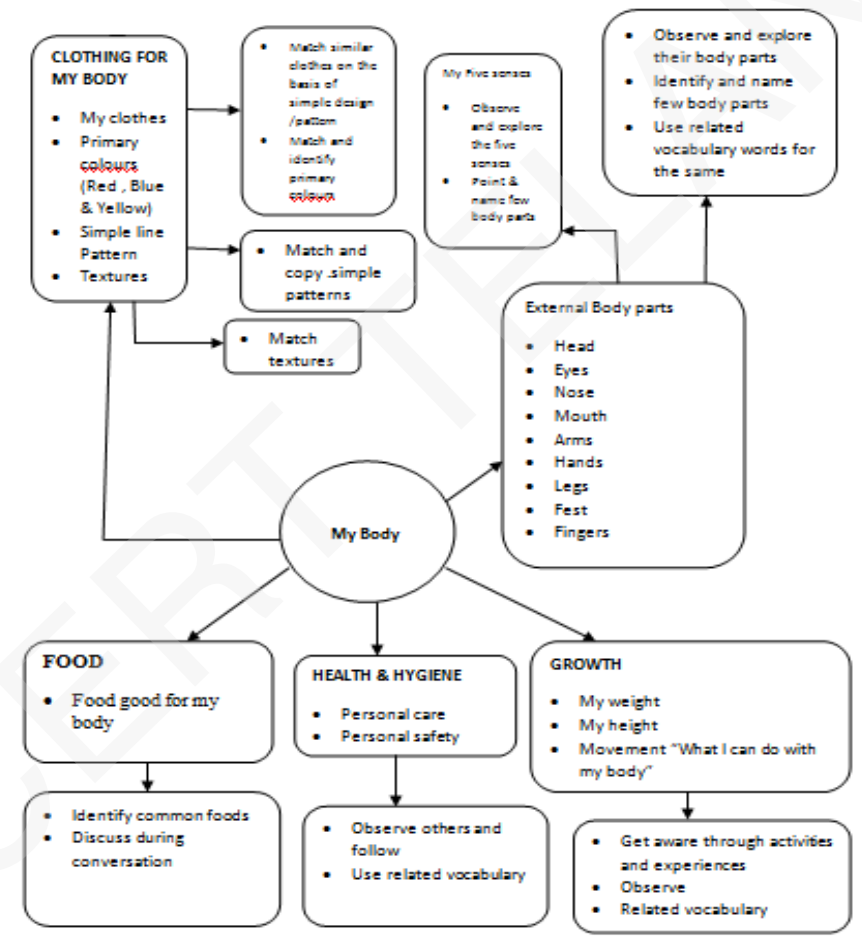 CLOTHING FOR
MY BODY
• My clothes
• Primary
colours
(Red , Blue
& Yellow)
• Simple line
Pattern
• Textures
• Match similar
clothes on the
basis of
simple design
/pattern
• Match and
identify
primary
colours
• Match and
copy .simple
patterns
• Match
textures
My Five senses
• Observe
and explore
the five
senses
• Point &
name few
body parts
• Observe and explore
their body parts
• Identify and name
few body parts
• Use related
vocabulary words for
the same
External Body parts
• Head
• Eyes
• Nose
• Mouth
• Arms
• Hands
• Legs
• Fest
• Fingers
My Body
FOOD
• Food good for my
body
• Identify common foods
• Discuss during
conversation
HEALTH & HYGIENE
• Personal care
• Personal safety
• Observe others and
follow
• Use related vocabulary
GROWTH
• My weight
• My height
• Movement “What I can do with
my body”
• Get aware through activities
and experiences
• Observe
• Related vocabulary